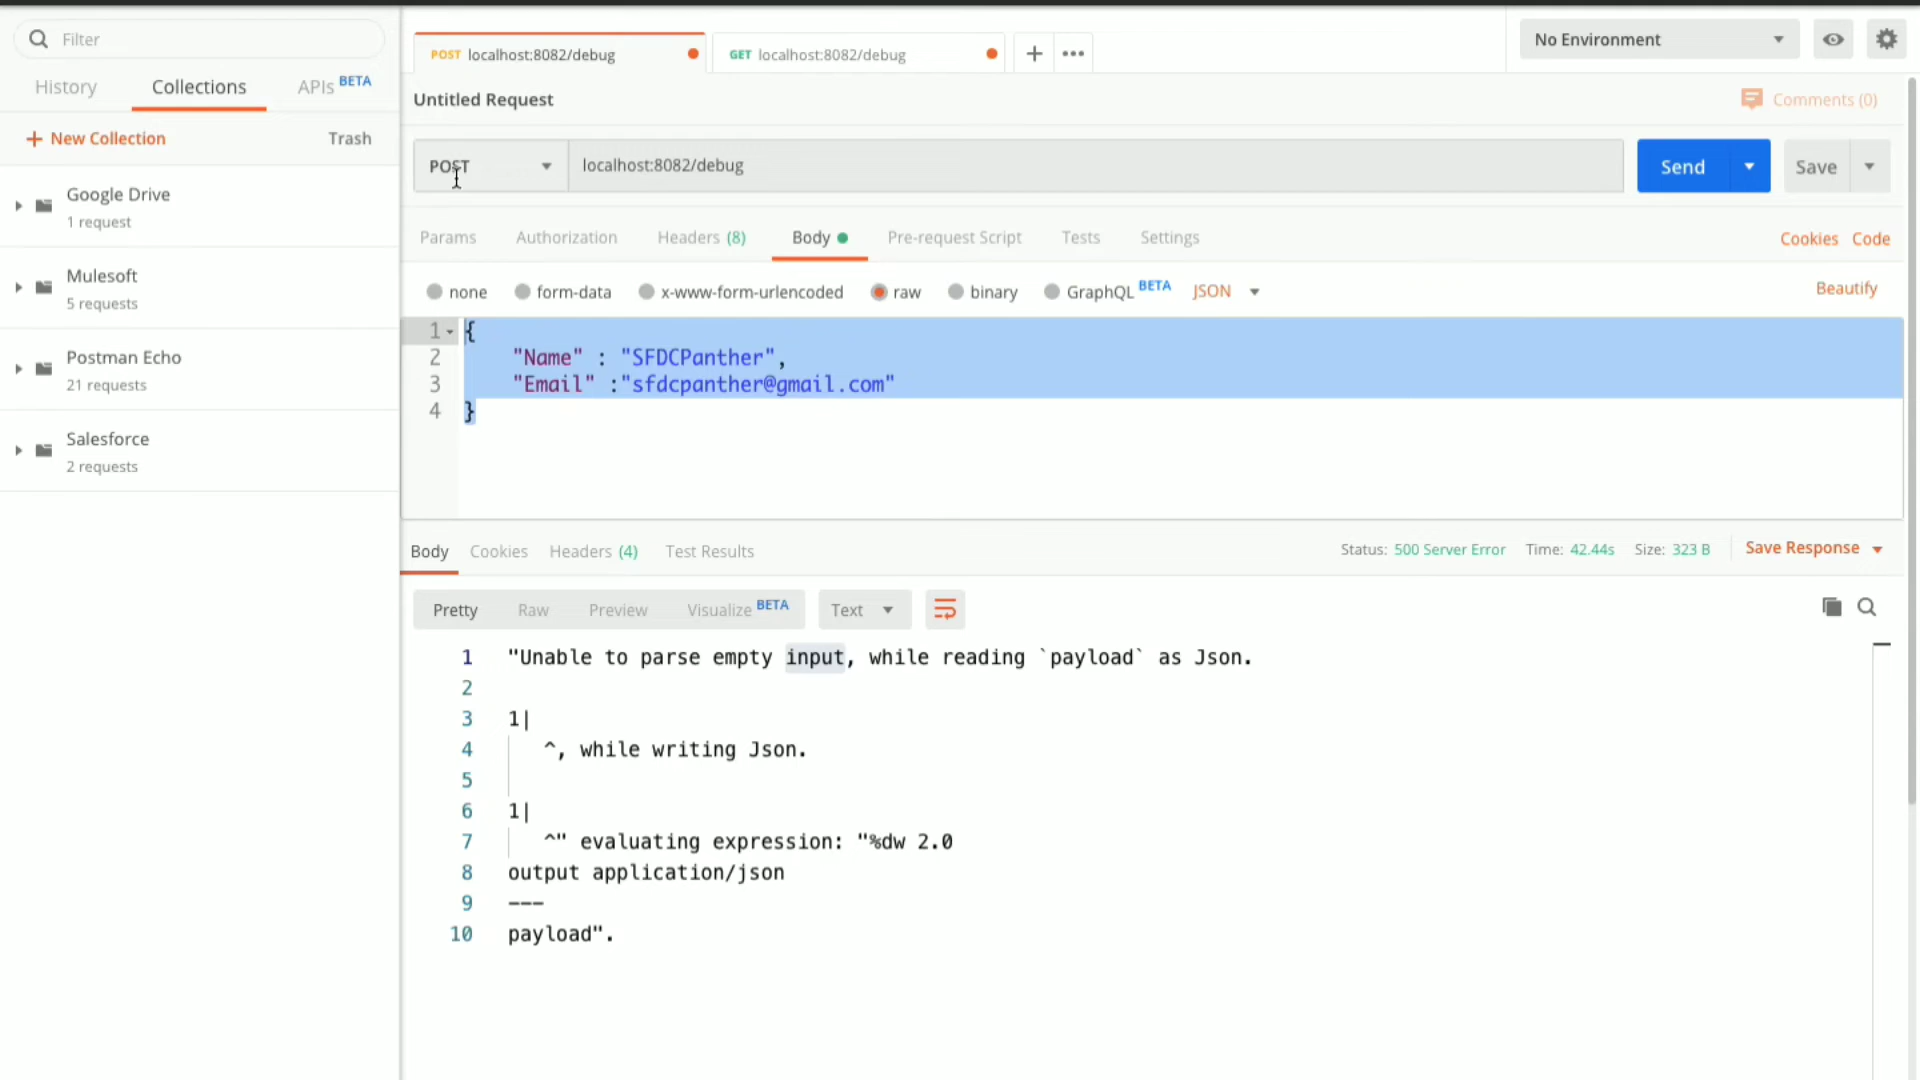 Filter
History Collections APIs BETA
+ New Collection Trash
Google Drive
1 request
Mulesoft
5 requests
Postman Echo
21 requests
Salesforce
2 requests
POST localhost:8082/debug GET localhost:8082/debug + ••• No Environment
Untitled Request Comments (0)
POST localhost:8082/debug Send Save
Params Authorization Headers (8) Body Pre-request Script Tests Settings Cookies Code
none form-data x-www-form-urlencoded raw binary GraphQL BETA JSON Beautify
1 {
2 "Name" : "SFDCPanther",
3 "Email" :"sfdcpanther@gmail.com"
4 }
Body Cookies Headers (4) Test Results Status: 500 Server Error Time: 42.44s Size: 323 B Save Response
Pretty Raw Preview Visualize BETA Text
1 "Unable to parse empty input, while reading `payload` as Json.
2
3 1|
4 ^, while writing Json.
5
6 1|
7 ^" evaluating expression: "%dw 2.0
8 output application/json
9 ---
10 payload".